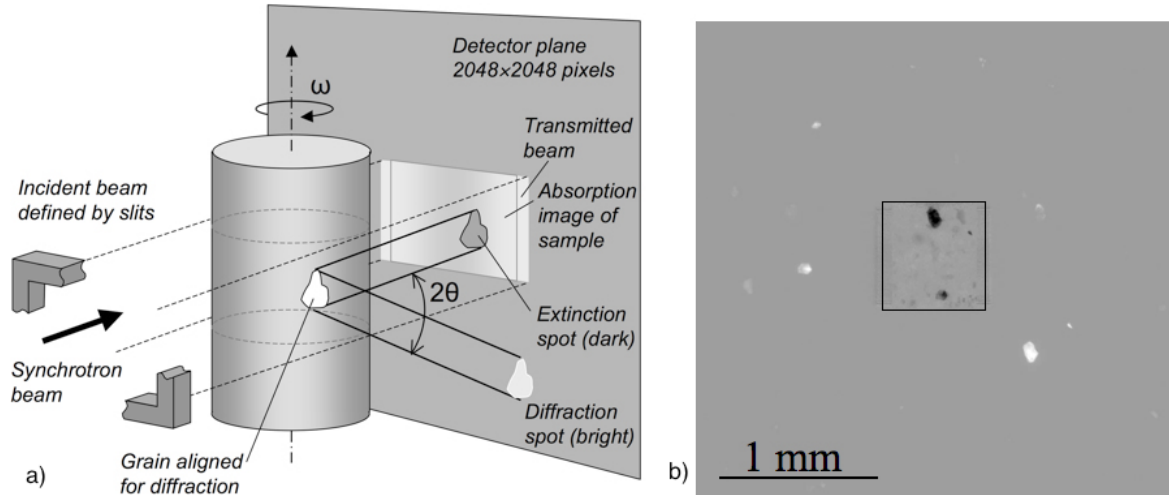 Detector plane
2048×2048 pixels
ω
Transmitted
beam
Incident beam
defined by slits
Absorption
image of
sample
2θ
Extinction
spot (dark)
Synchrotron
beam
Diffraction
spot (bright)
Grain aligned
for diffraction
a)
b)
1 mm